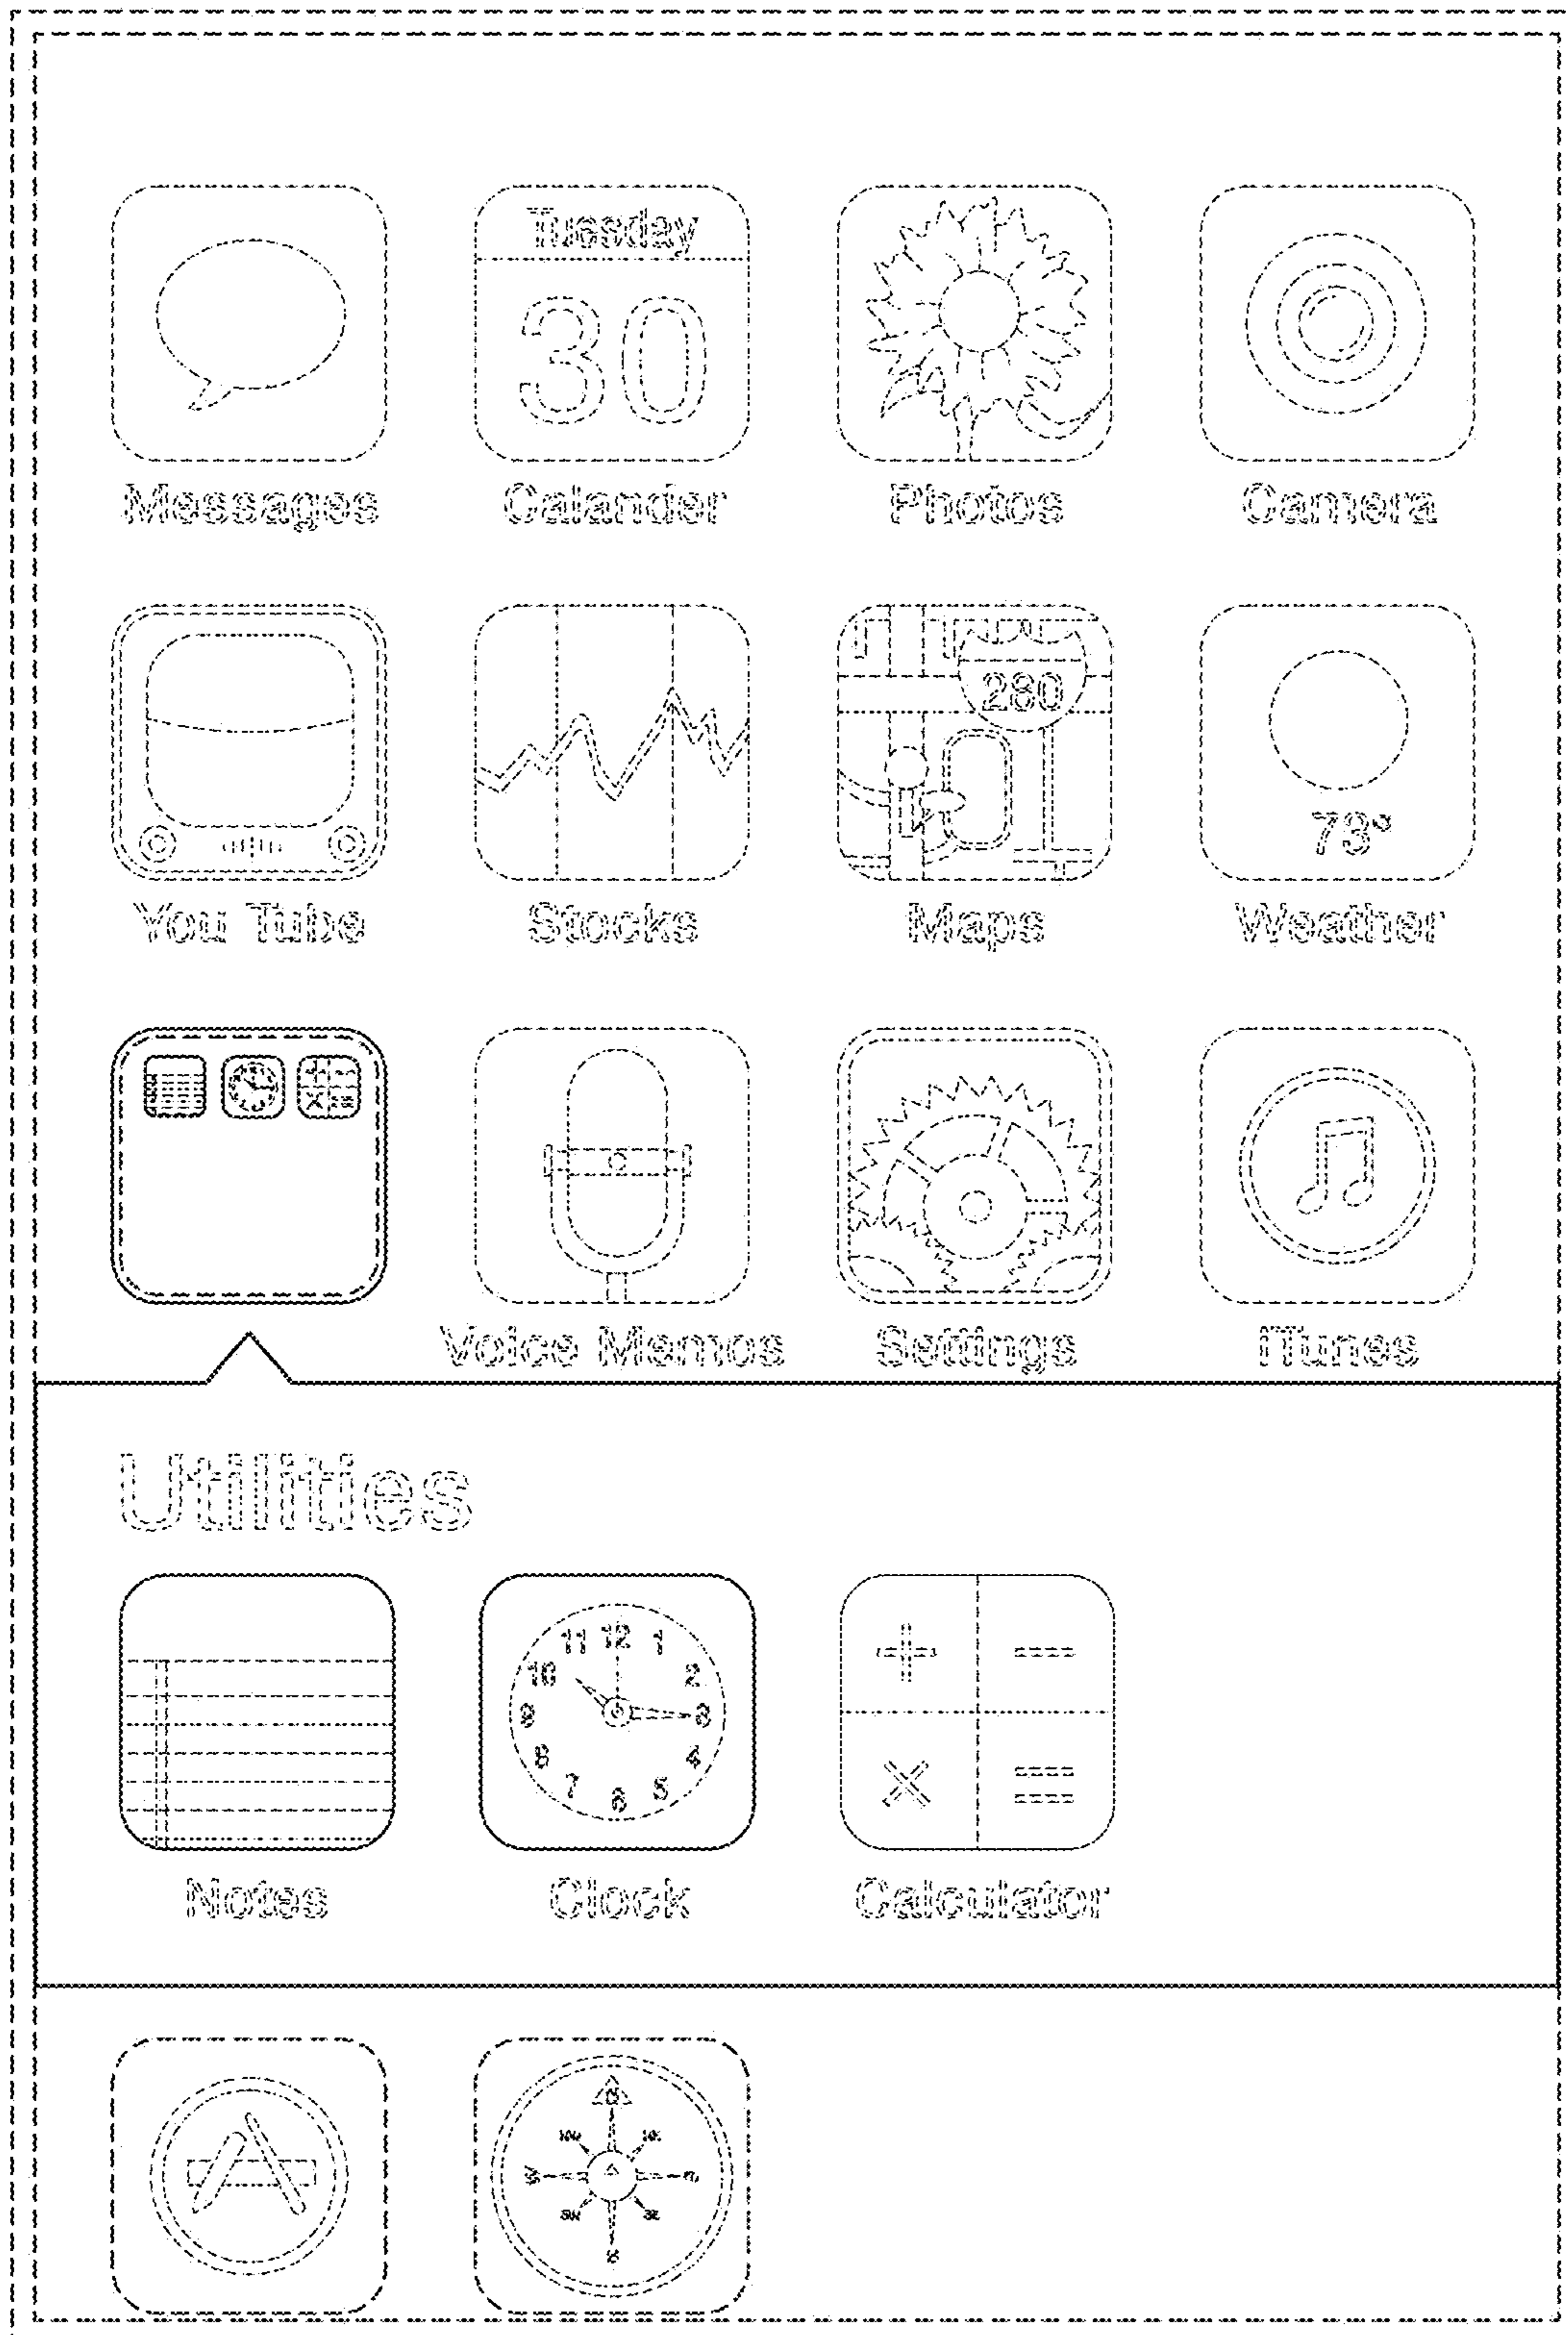 Tuesday
30
Messages Calander Photos Camera
280
73°
You Tube Stocks Maps Weather
Voice Memos Settings iTunes
Utilities
11 12 1
10 2
9 3
8 4
7 6 5
Notes Clock Calculator
W
S